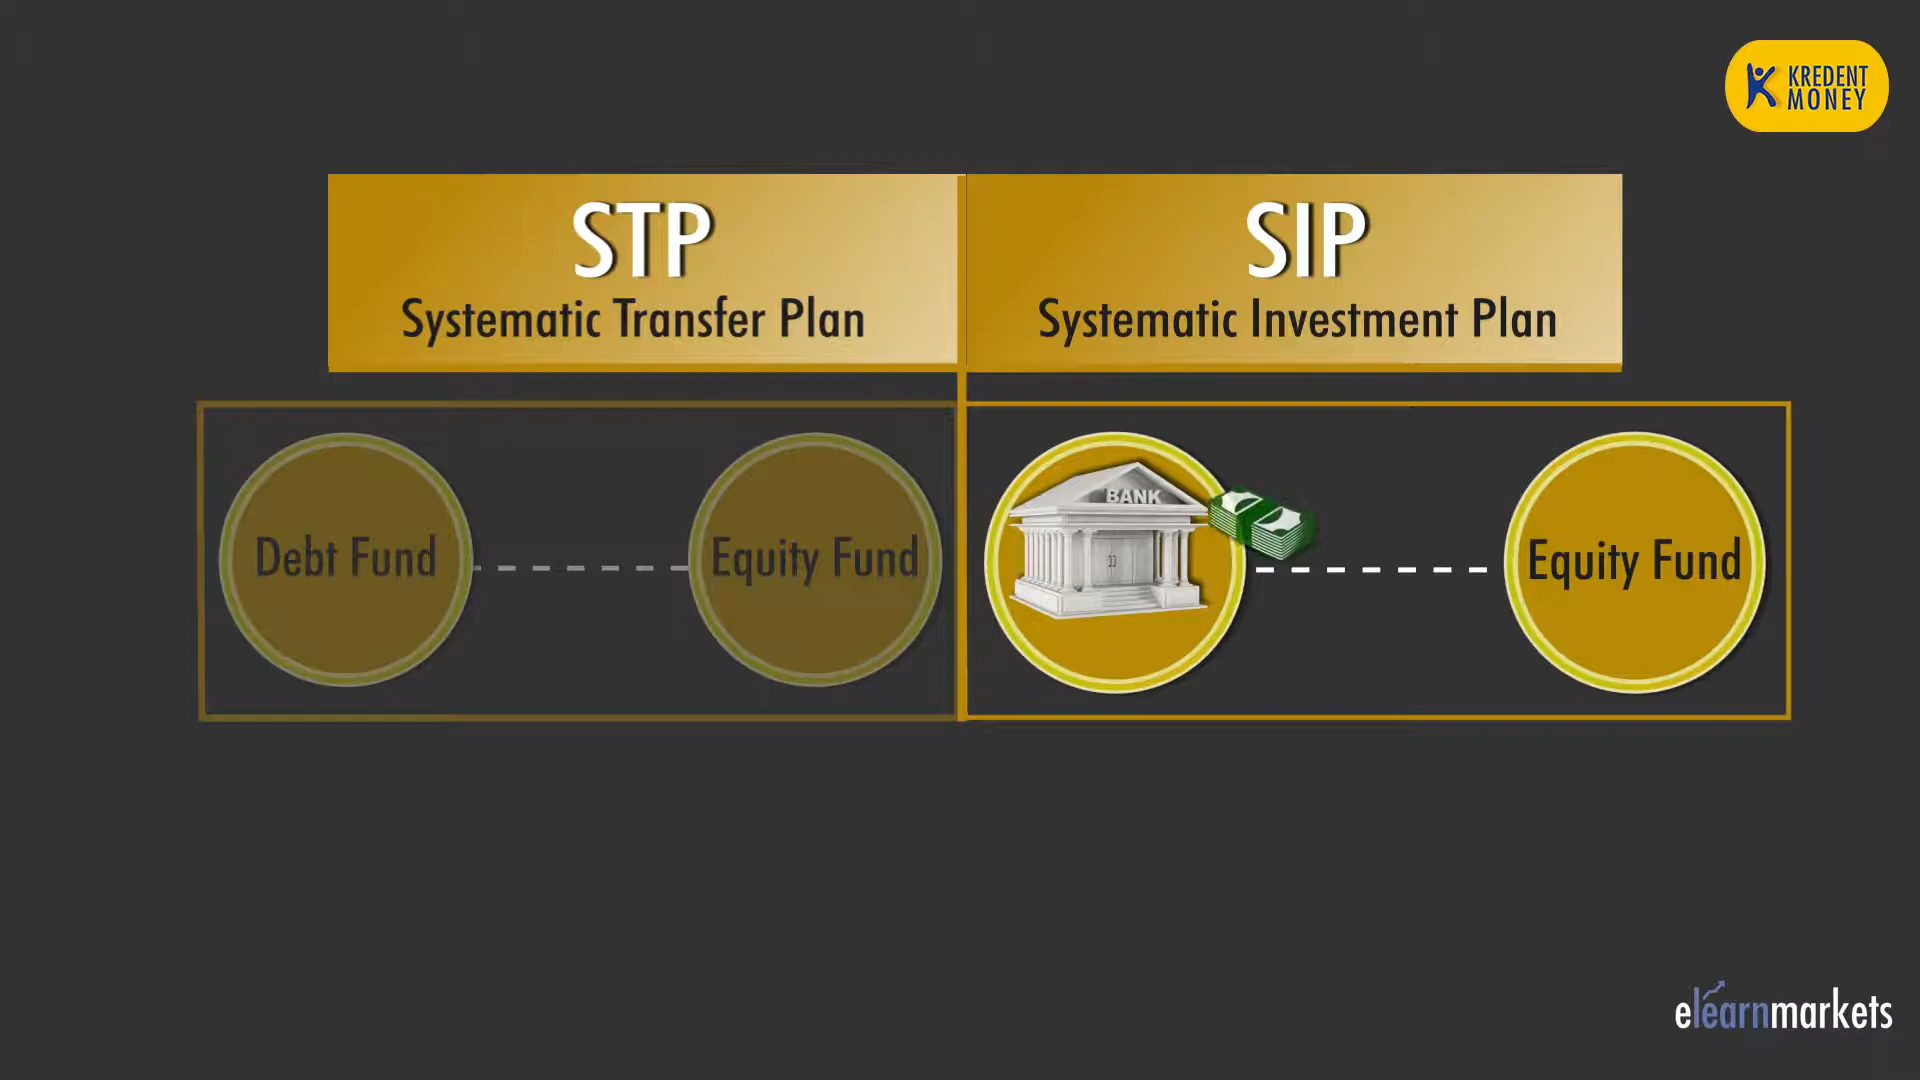 KREDENT
MONEY
STP
Systematic Transfer Plan
SIP
Systematic Investment Plan
Debt Fund
Equity Fund
BANK
Equity Fund
elearnmarkets